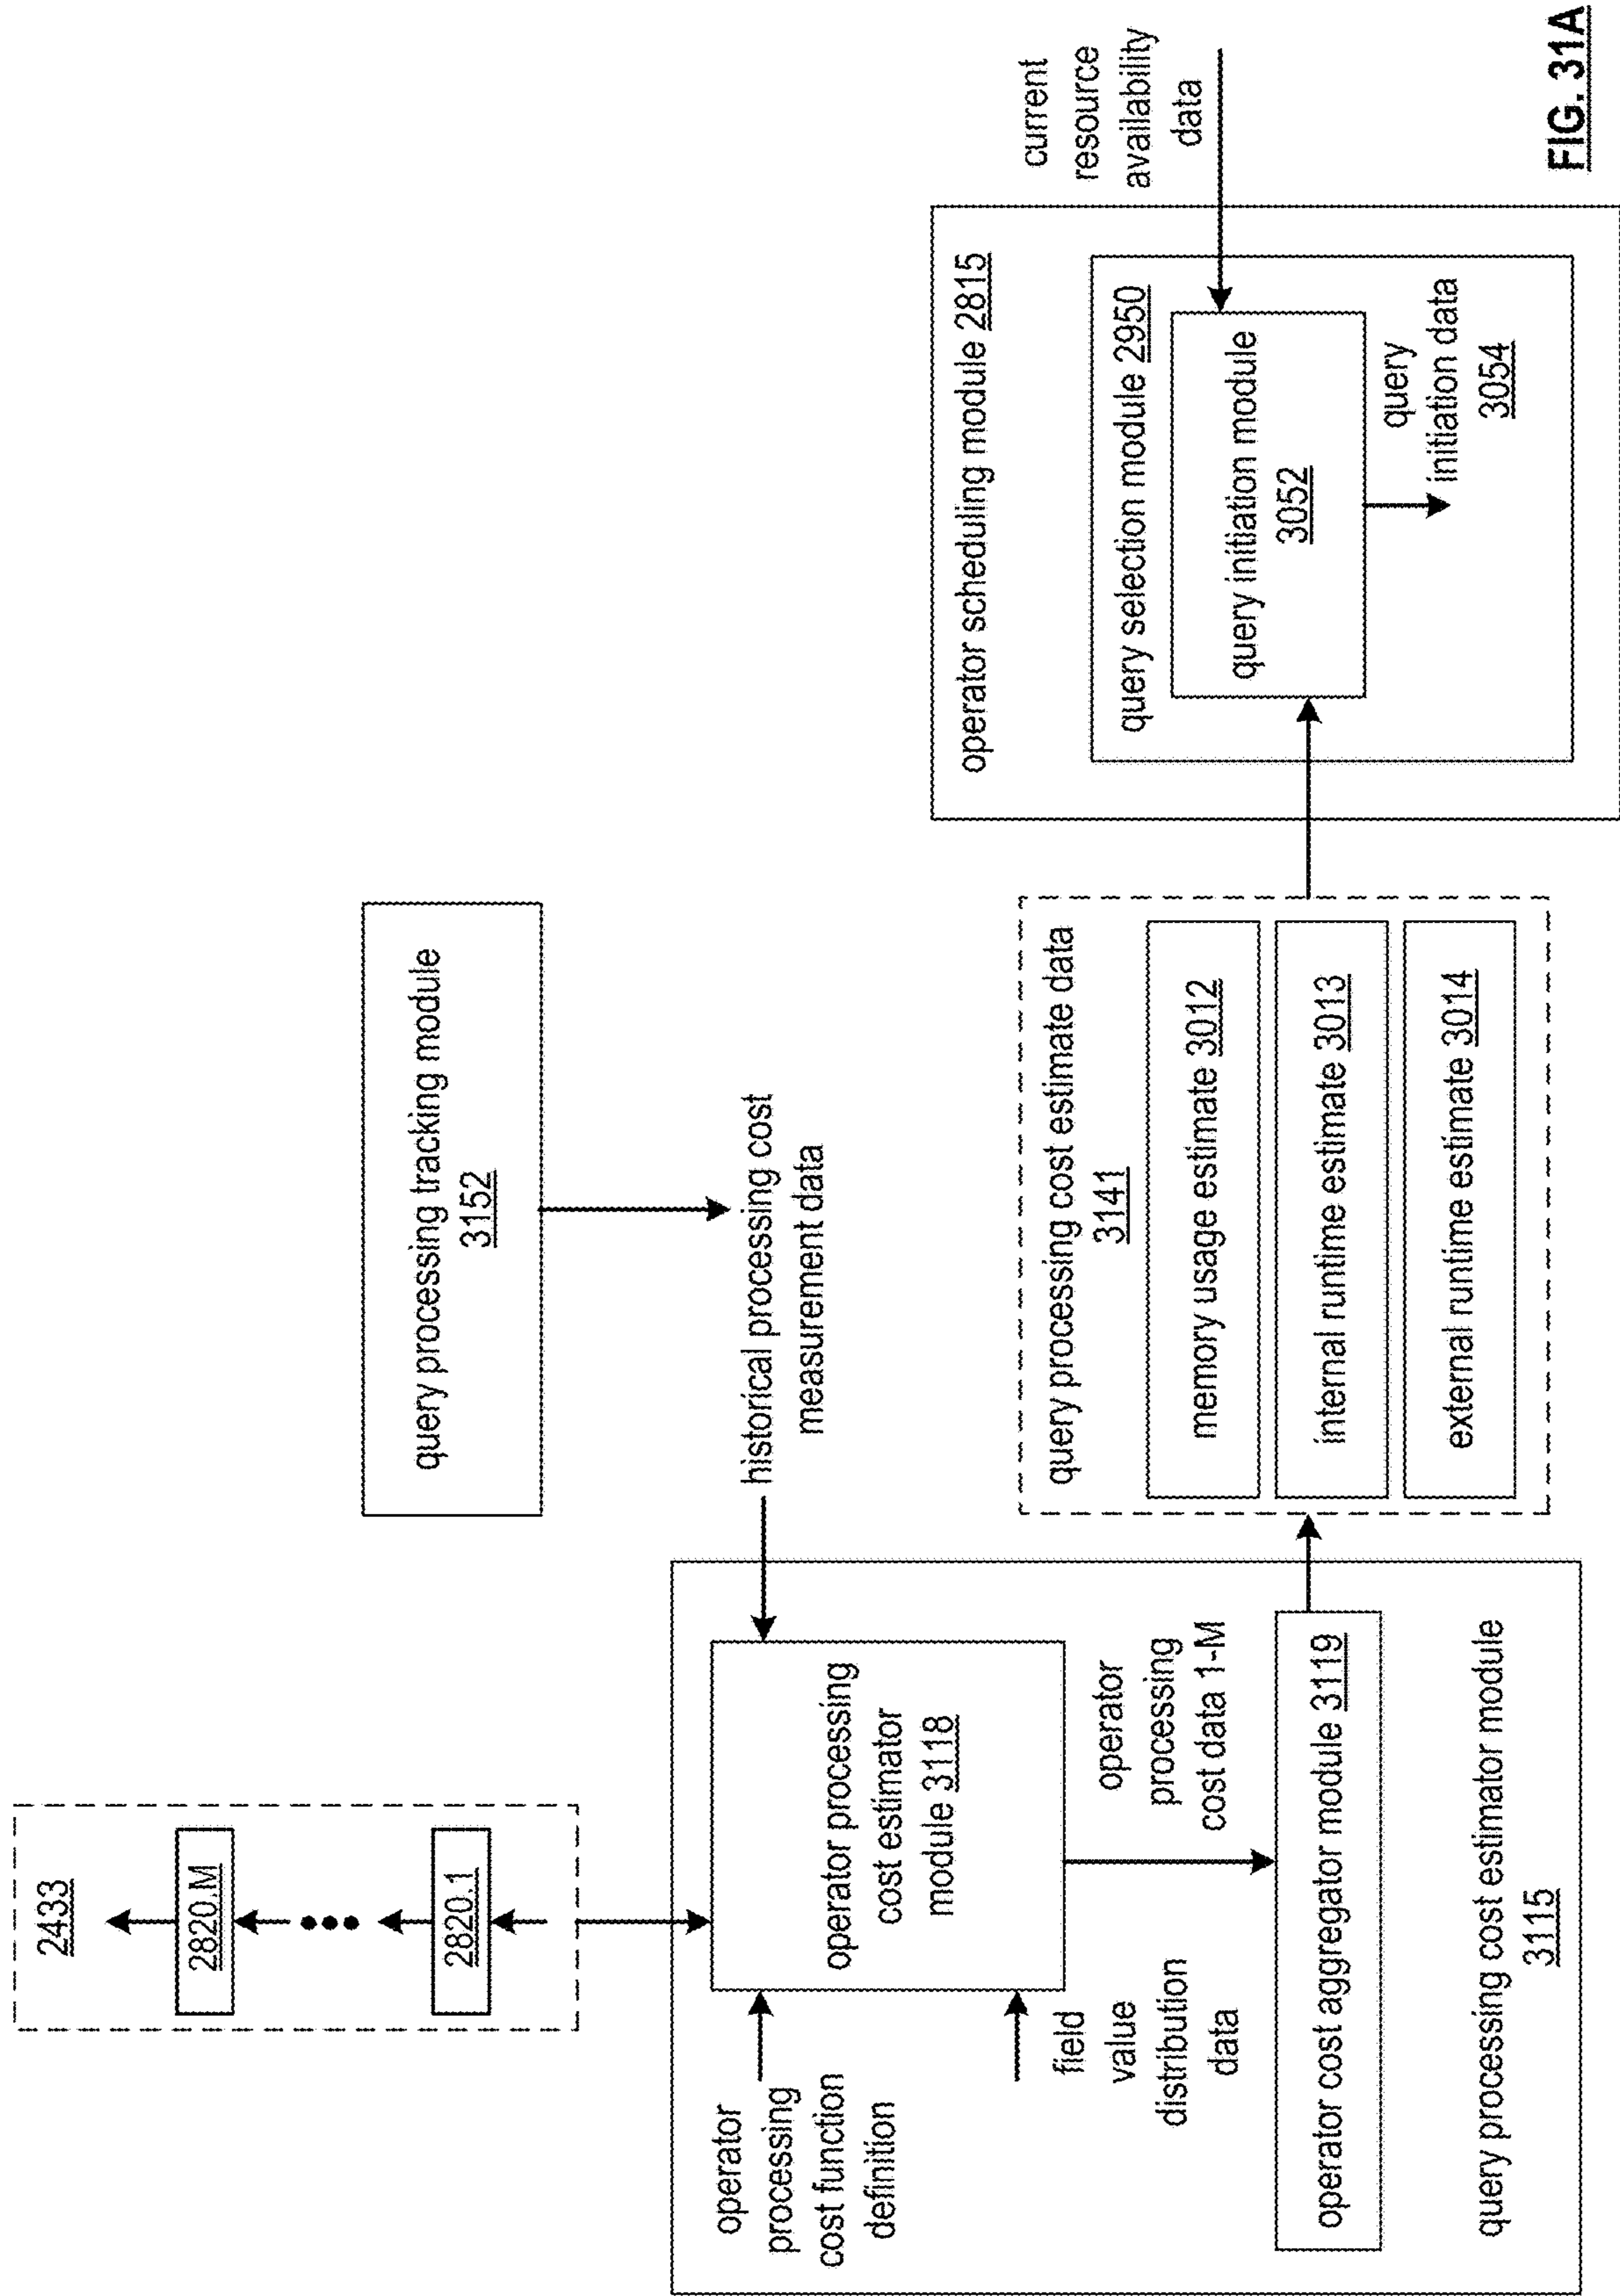 2433
2820.M
2820.1
query processing tracking module
3152
historical processing cost
measurement data
operator
processing
cost function
definition
operator processing
cost estimator
module 3118
field
value
distribution
data
operator
processing
cost data 1-M
operator cost aggregator module 3119
query processing cost estimator module
3115
query processing cost estimate data
3141
memory usage estimate 3012
internal runtime estimate 3013
external runtime estimate 3014
operator scheduling module 2815
query selection module 2950
query initiation module
3052
query
initiation data
3054
current
resource
availability
data
FIG. 31A